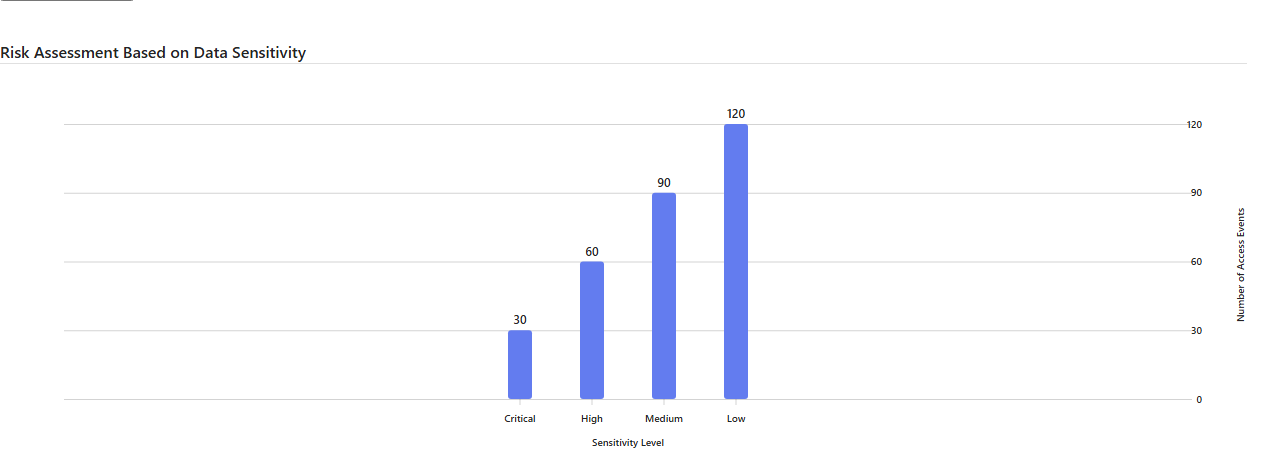 Risk Assessment Based on Data Sensitivity
120
90
60
30
120
90
60
30
0
Number of Access Events
Critical
High
Medium
Low
Sensitivity Level